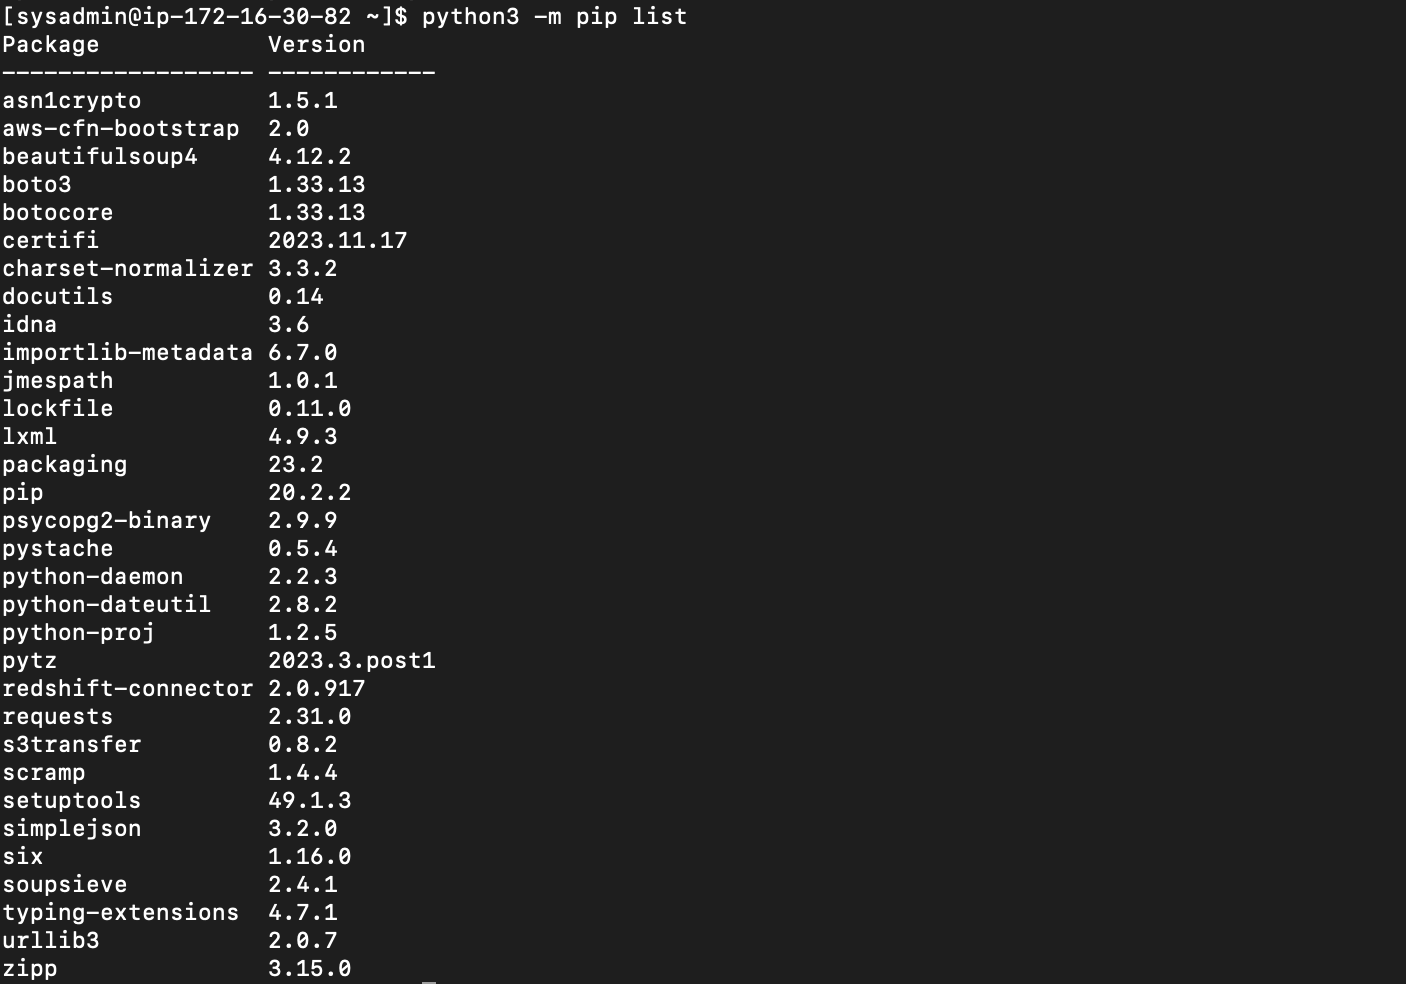 [sysadmin@ip-172-16-30-82 ~]$ python3 -m pip list
Package            Version
------------------ ------------
asn1crypto         1.5.1
aws-cfn-bootstrap  2.0
beautifulsoup4     4.12.2
boto3              1.33.13
botocore           1.33.13
certifi            2023.11.17
charset-normalizer 3.3.2
docutils           0.14
idna               3.6
importlib-metadata 6.7.0
jmespath           1.0.1
lockfile           0.11.0
lxml               4.9.3
packaging          23.2
pip                20.2.2
psycopg2-binary    2.9.9
pystache           0.5.4
python-daemon      2.2.3
python-dateutil    2.8.2
python-proj        1.2.5
pytz               2023.3.post1
redshift-connector 2.0.917
requests           2.31.0
s3transfer         0.8.2
scramp             1.4.4
setuptools         49.1.3
simplejson         3.2.0
six                1.16.0
soupsieve          2.4.1
typing-extensions  4.7.1
urllib3            2.0.7
zipp               3.15.0